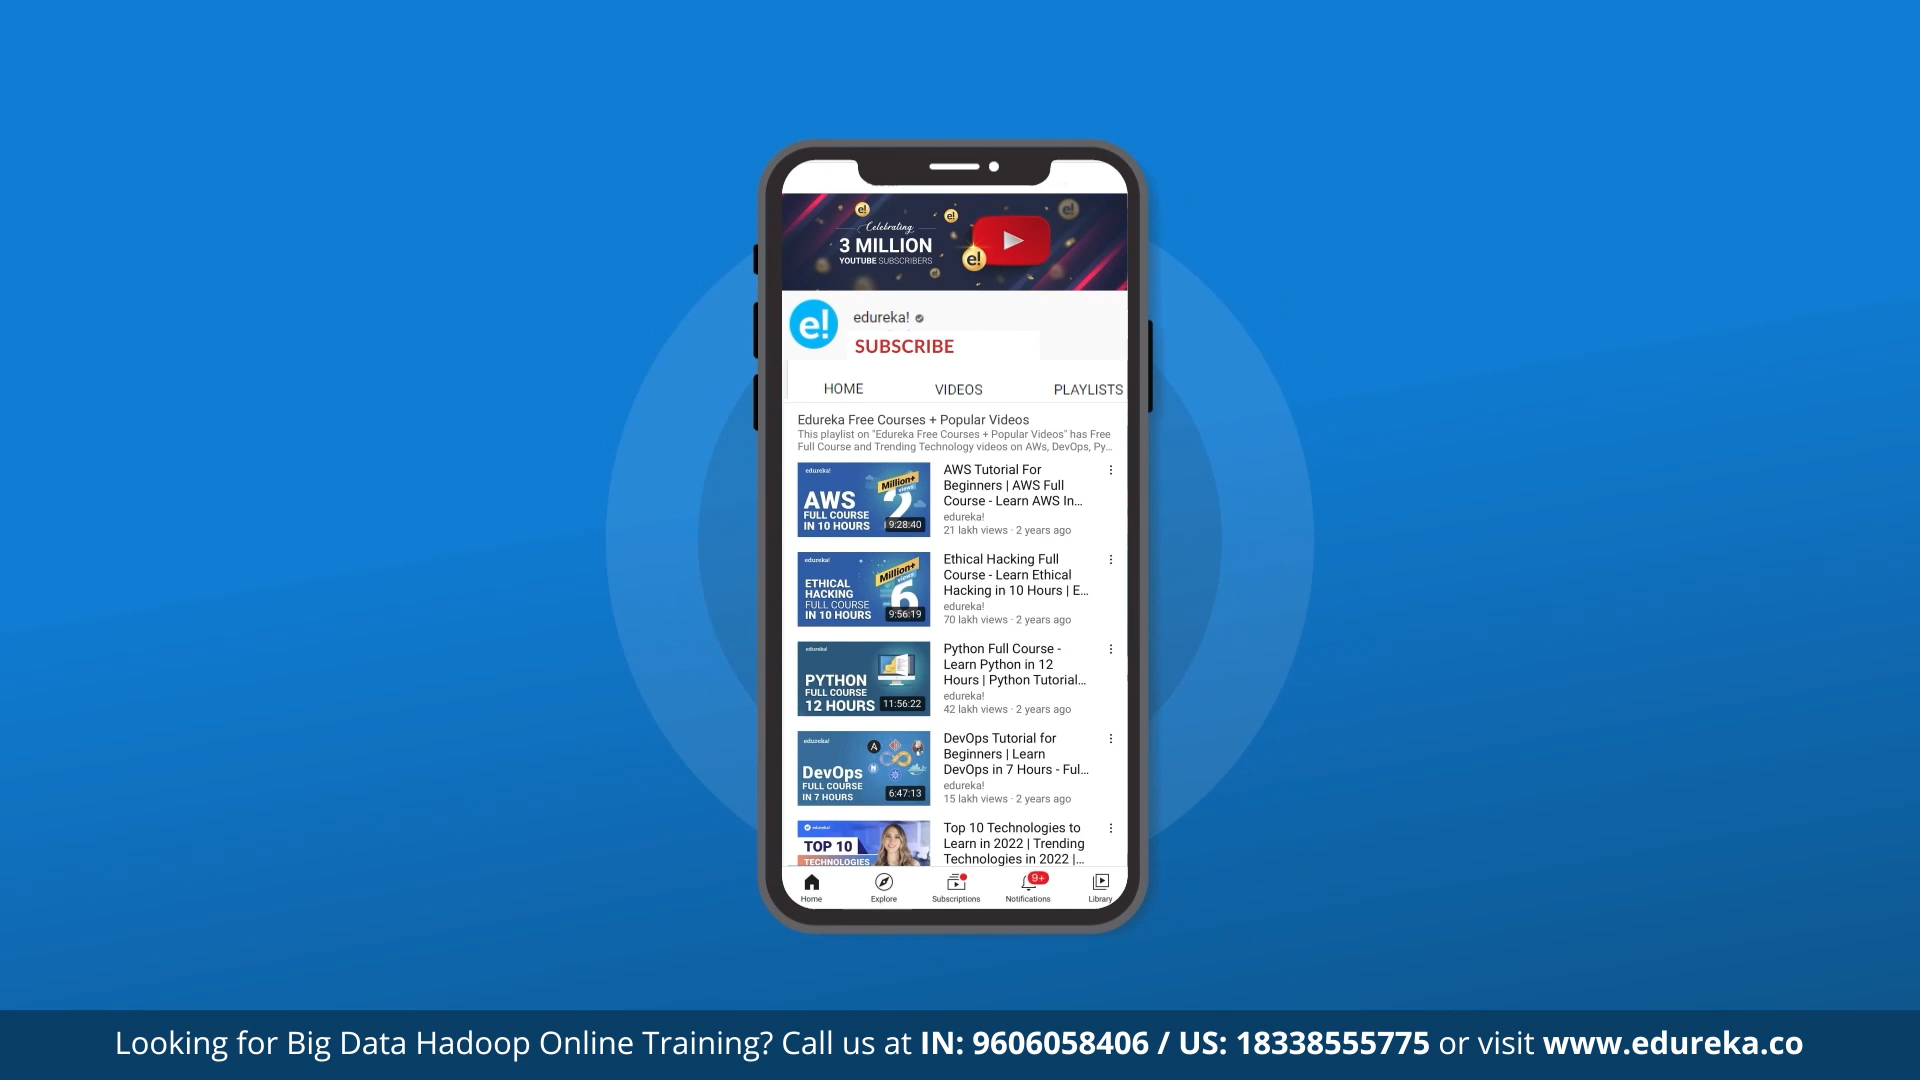 Celebrating
3 MILLION
YOUTUBE SUBSCRIBERS
e!
e!
e!
e!
e!
edureka!
SUBSCRIBE
HOME VIDEOS PLAYLISTS
Edureka Free Courses + Popular Videos
This playlist on "Edureka Free Courses + Popular Videos" has Free
Full Course and Trending Technology videos on AWs, DevOps, Py...
edureka!
AWS
FULL COURSE
IN 10 HOURS
2
Million+
views
9:28:40
AWS Tutorial For
Beginners | AWS Full
Course - Learn AWS In...
edureka!
21 lakh views · 2 years ago
edureka!
ETHICAL
HACKING
FULL COURSE
IN 10 HOURS
6
Million+
views
9:56:19
Ethical Hacking Full
Course - Learn Ethical
Hacking in 10 Hours | E...
edureka!
70 lakh views · 2 years ago
edureka!
PYTHON
FULL COURSE
12 HOURS
11:56:22
Python Full Course -
Learn Python in 12
Hours | Python Tutorial...
edureka!
42 lakh views · 2 years ago
edureka!
DevOps
FULL COURSE
IN 7 HOURS
A
6:47:13
DevOps Tutorial for
Beginners | Learn
DevOps in 7 Hours - Ful...
edureka!
15 lakh views · 2 years ago
edureka!
TOP 10
TECHNOLOGIES
Top 10 Technologies to
Learn in 2022 | Trending
Technologies in 2022 |...
9+
Home Explore Subscriptions Notifications Library
Looking for Big Data Hadoop Online Training? Call us at IN: 9606058406 / US: 18338555775 or visit www.edureka.co